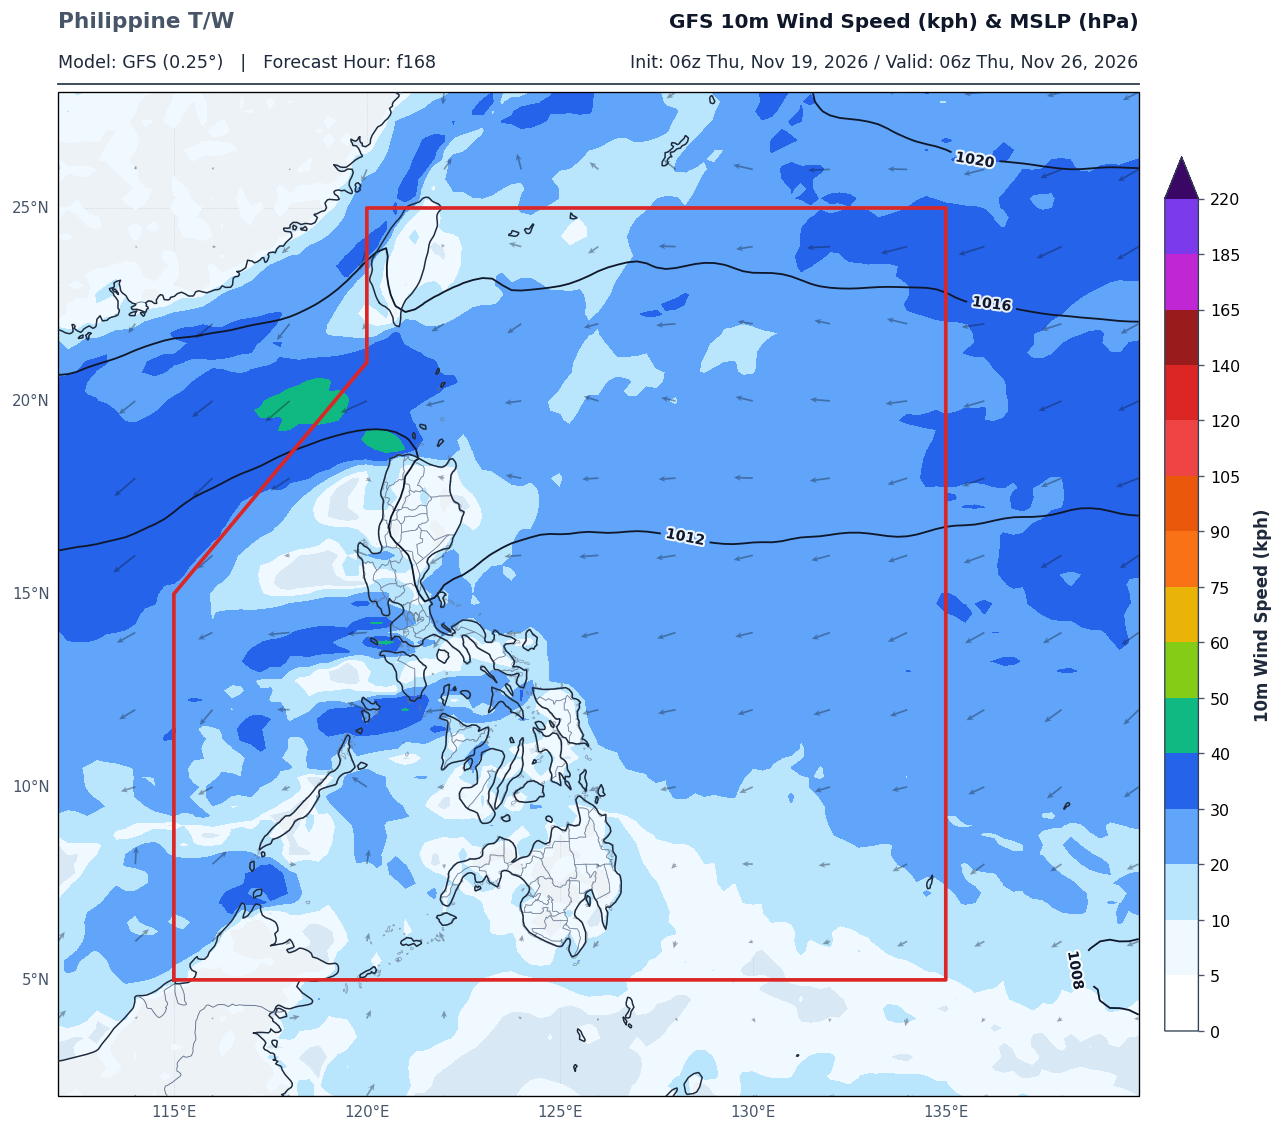 Philippine T/W
GFS 10m Wind Speed (kph) & MSLP (hPa)
Model: GFS (0.25°) | Forecast Hour: f168
Init: 06z Thu, Nov 19, 2026 / Valid: 06z Thu, Nov 26, 2026
1020
1016
1012
1008
25°N
20°N
15°N
10°N
5°N
115°E
120°E
125°E
130°E
135°E
220
185
165
140
120
105
90
75
60
50
40
30
20
10
5
0
10m Wind Speed (kph)